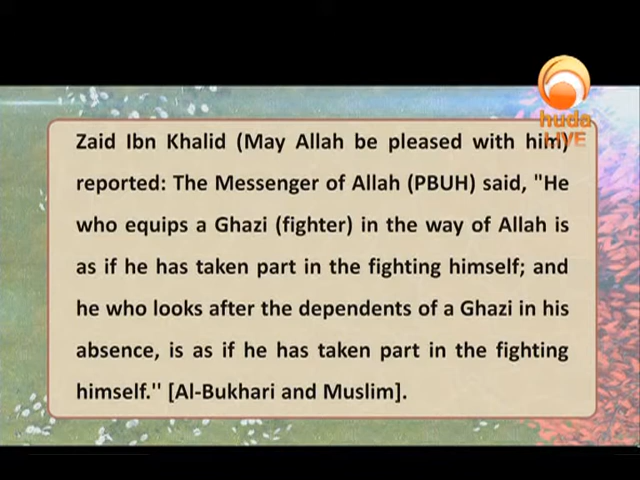 huda
LIVE
Zaid Ibn Khalid (May Allah be pleased with him)
reported: The Messenger of Allah (PBUH) said, "He
who equips a Ghazi (fighter) in the way of Allah is
as if he has taken part in the fighting himself; and
he who looks after the dependents of a Ghazi in his
absence, is as if he has taken part in the fighting
himself.'' [Al-Bukhari and Muslim].